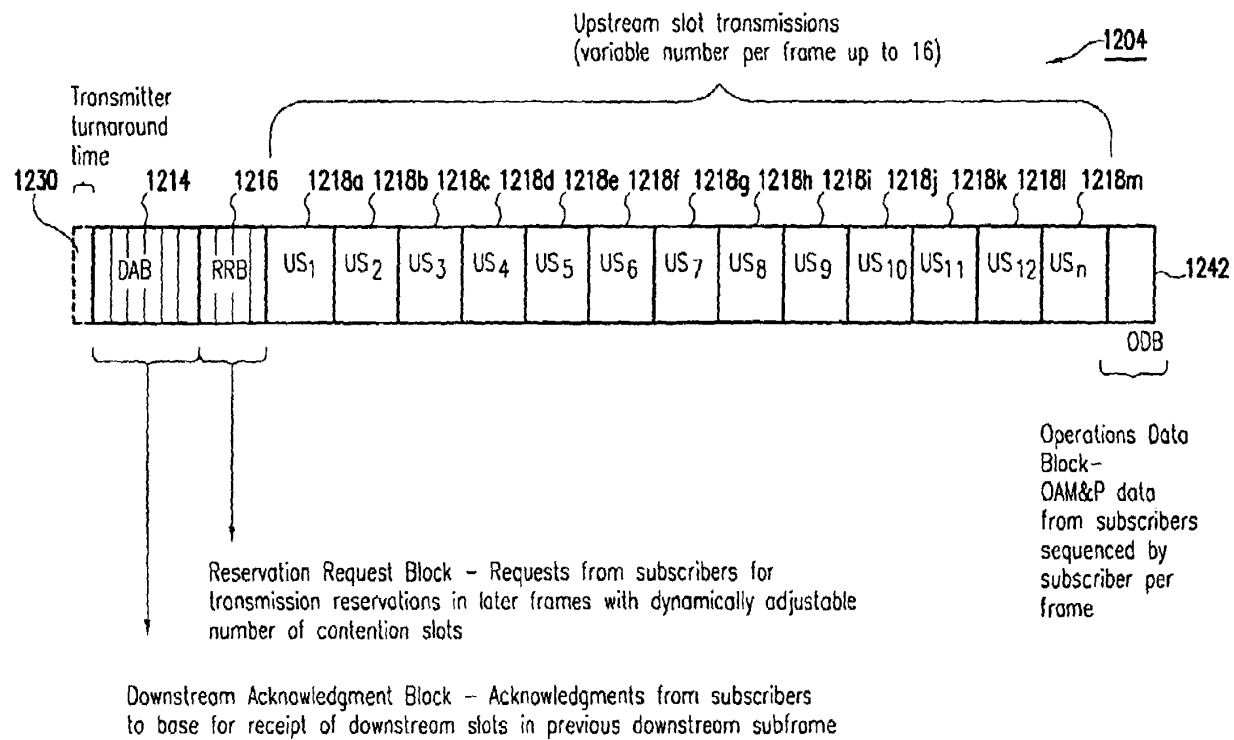 Upstream slot transmissions
(variable number per frame up to 16)
1204
Transmitter
turnaround
time
1230 1214 1216 1218a 1218b 1218c 1218d 1218e 1218f 1218g 1218h 1218i 1218j 1218k 1218l 1218m
DAB RRB US1 US2 US3 US4 US5 US6 US7 US8 US9 US10 US11 US12 USn
1242
ODB
Operations Data
Block–
OAM&P data
from subscribers
sequenced by
subscriber per
frame
Reservation Request Block – Requests from subscribers for
transmission reservations in later frames with dynamically adjustable
number of contention slots
Downstream Acknowledgment Block – Acknowledgments from subscribers
to base for receipt of downstream slots in previous downstream subframe